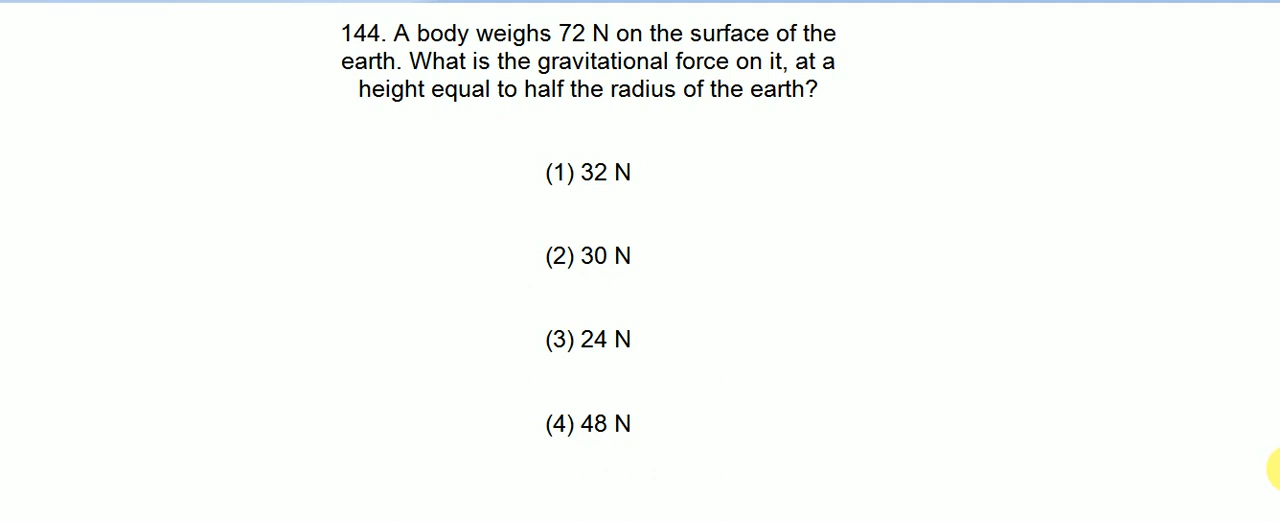 144. A body weighs 72 N on the surface of the
earth. What is the gravitational force on it, at a
height equal to half the radius of the earth?
(1) 32 N
(2) 30 N
(3) 24 N
(4) 48 N